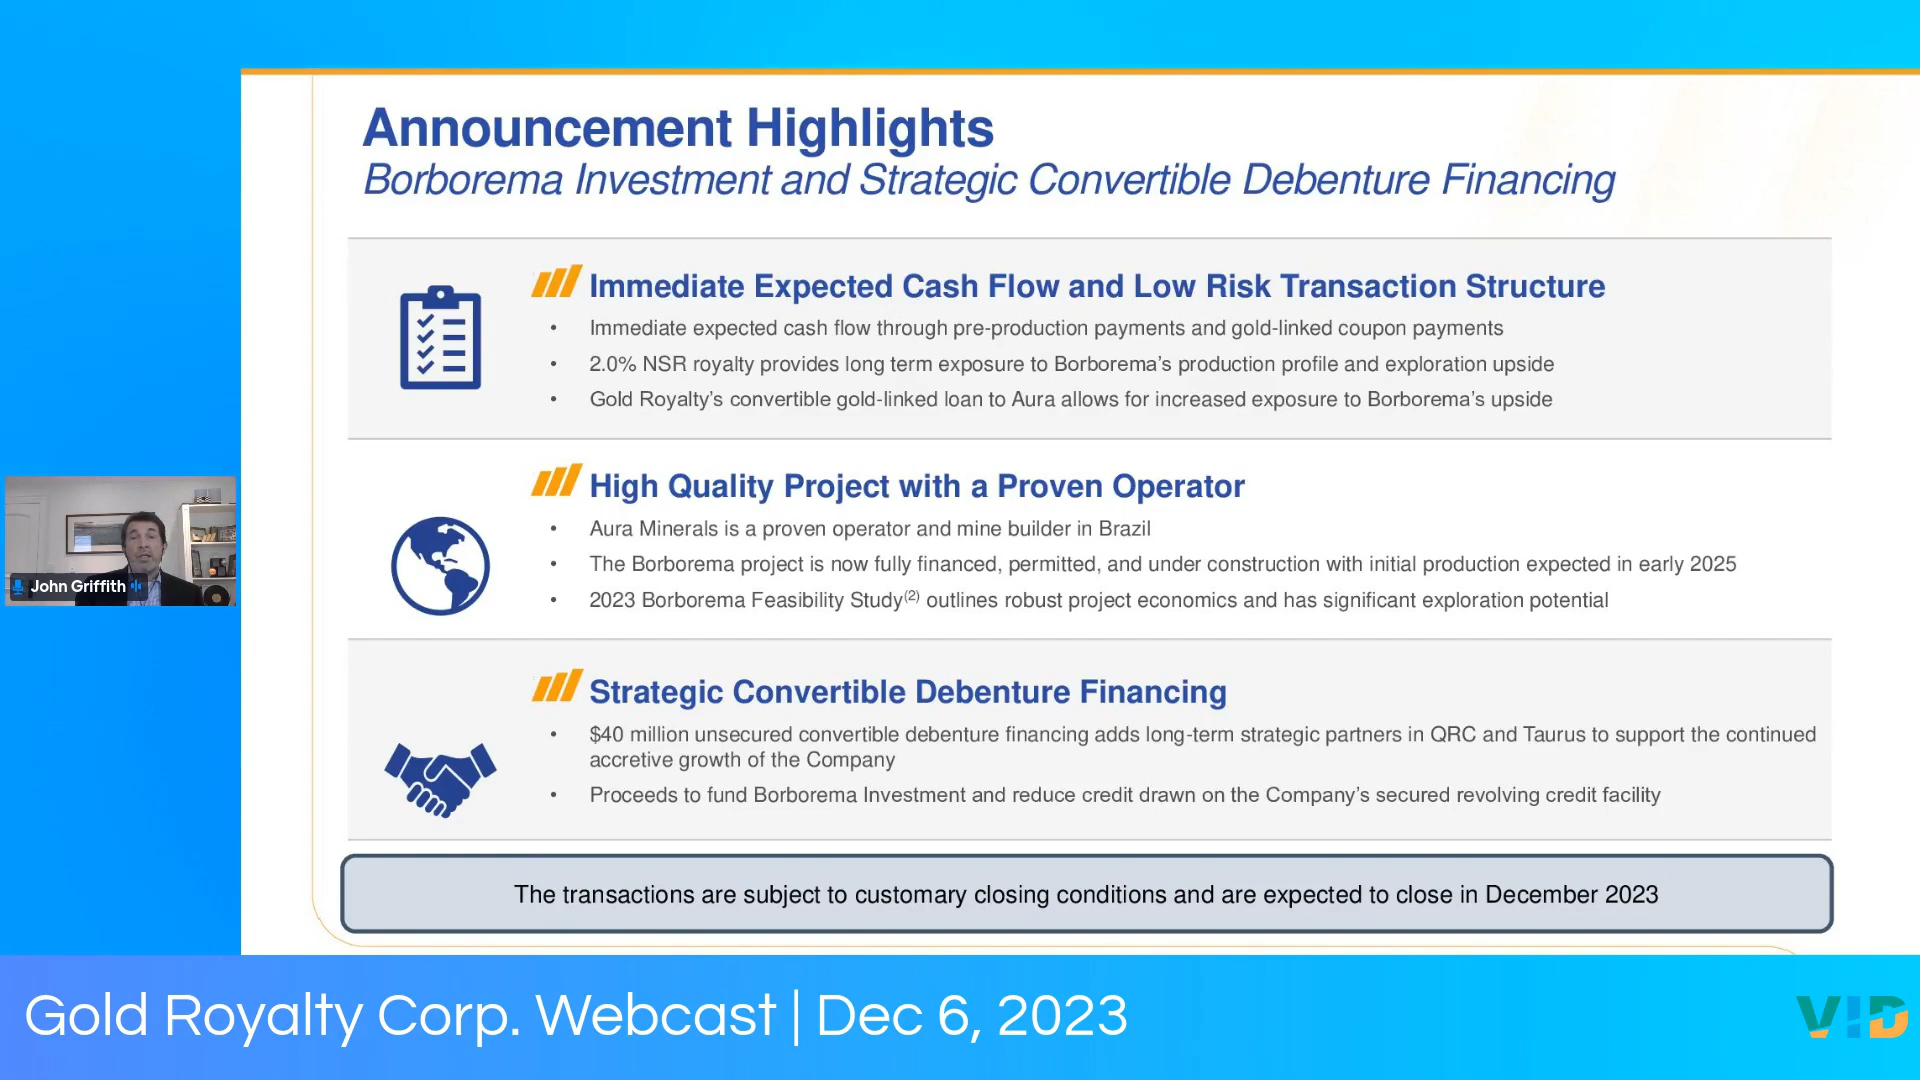 Announcement Highlights
Borborema Investment and Strategic Convertible Debenture Financing
Immediate Expected Cash Flow and Low Risk Transaction Structure
• Immediate expected cash flow through pre-production payments and gold-linked coupon payments
• 2.0% NSR royalty provides long term exposure to Borborema’s production profile and exploration upside
• Gold Royalty’s convertible gold-linked loan to Aura allows for increased exposure to Borborema’s upside
High Quality Project with a Proven Operator
• Aura Minerals is a proven operator and mine builder in Brazil
• The Borborema project is now fully financed, permitted, and under construction with initial production expected in early 2025
• 2023 Borborema Feasibility Study(2) outlines robust project economics and has significant exploration potential
John Griffith
Strategic Convertible Debenture Financing
• $40 million unsecured convertible debenture financing adds long-term strategic partners in QRC and Taurus to support the continued
accretive growth of the Company
• Proceeds to fund Borborema Investment and reduce credit drawn on the Company’s secured revolving credit facility
The transactions are subject to customary closing conditions and are expected to close in December 2023
Gold Royalty Corp. Webcast | Dec 6, 2023
VID